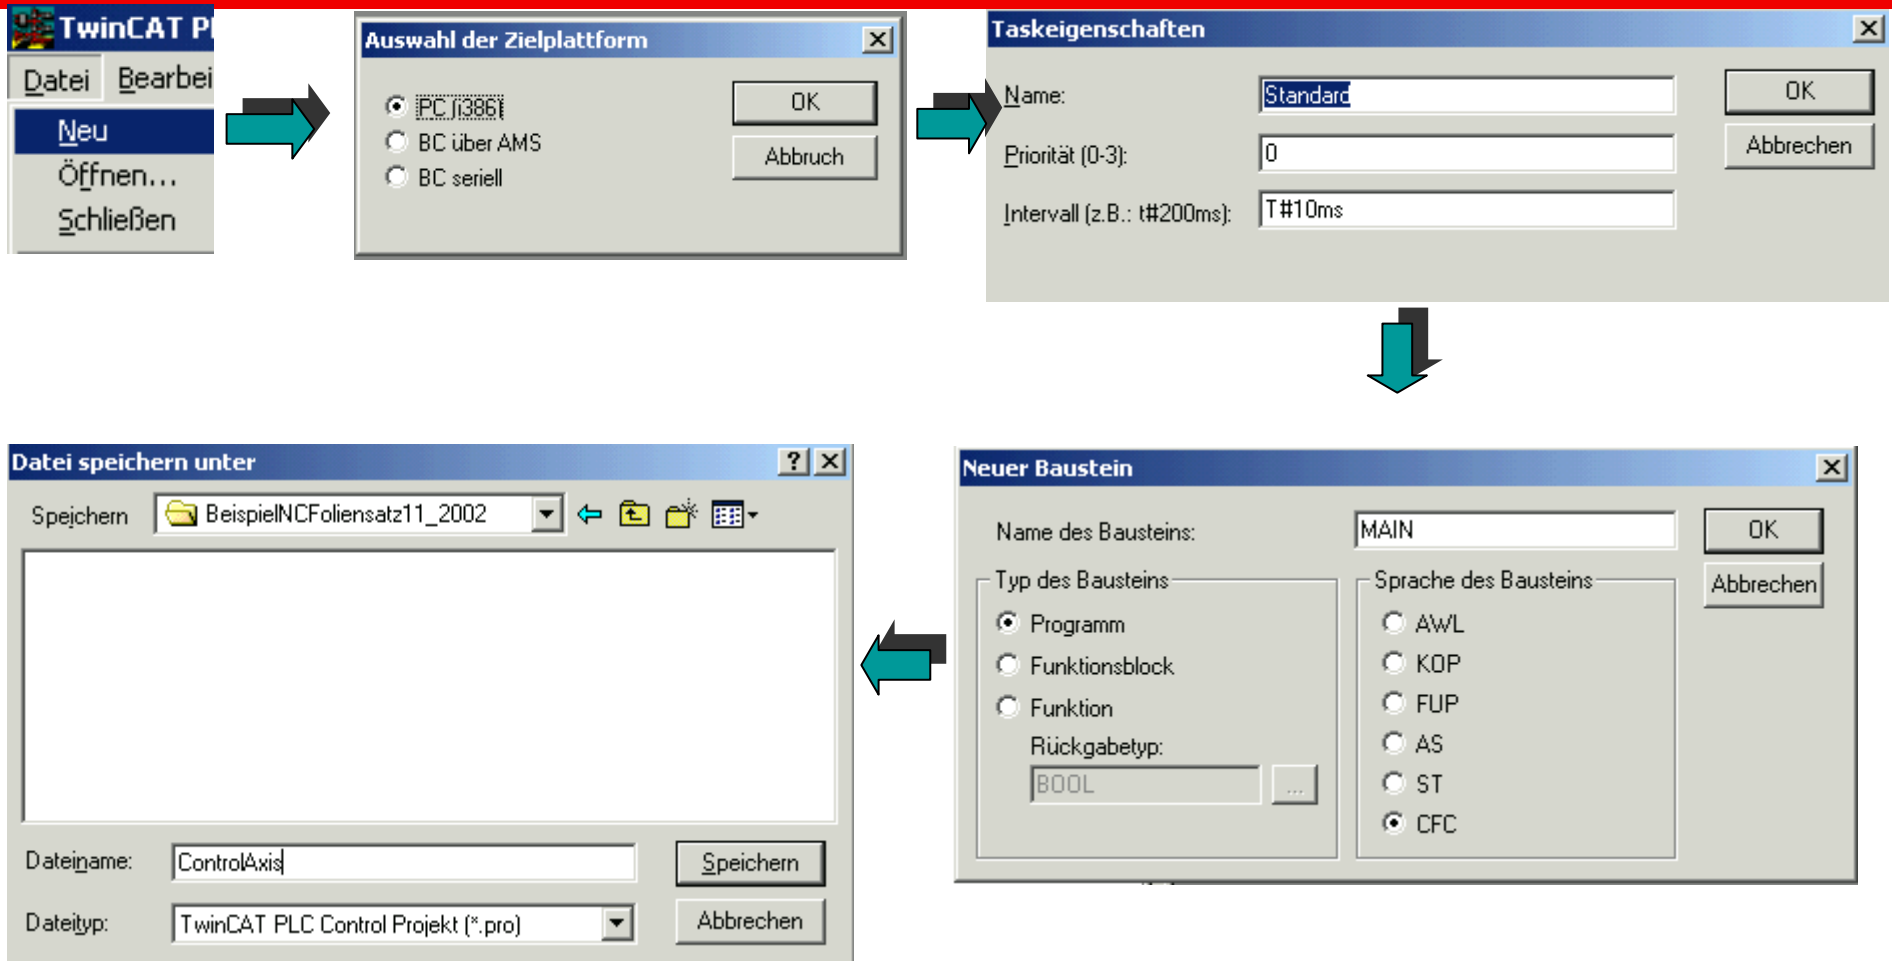 TwinCAT P
Datei Bearbei
Neu
Öffnen...
Schließen
Auswahl der Zielplattform
PC (i386)
BC über AMS
BC seriell
OK
Abbruch
Taskeigenschaften
Name:
Standard
Priorität (0-3):
0
Intervall (z.B.: t#200ms):
T#10ms
OK
Abbrechen
Neuer Baustein
Name des Bausteins:
MAIN
OK
Abbrechen
Typ des Bausteins
Programm
Funktionsblock
Funktion
Rückgabetyp:
BOOL
...
Sprache des Bausteins
AWL
KOP
FUP
AS
ST
CFC
Datei speichern unter
Speichern
BeispielNCFoliensatz11_2002
Dateiname:
ControlAxis
Speichern
Dateityp:
TwinCAT PLC Control Projekt (*.pro)
Abbrechen